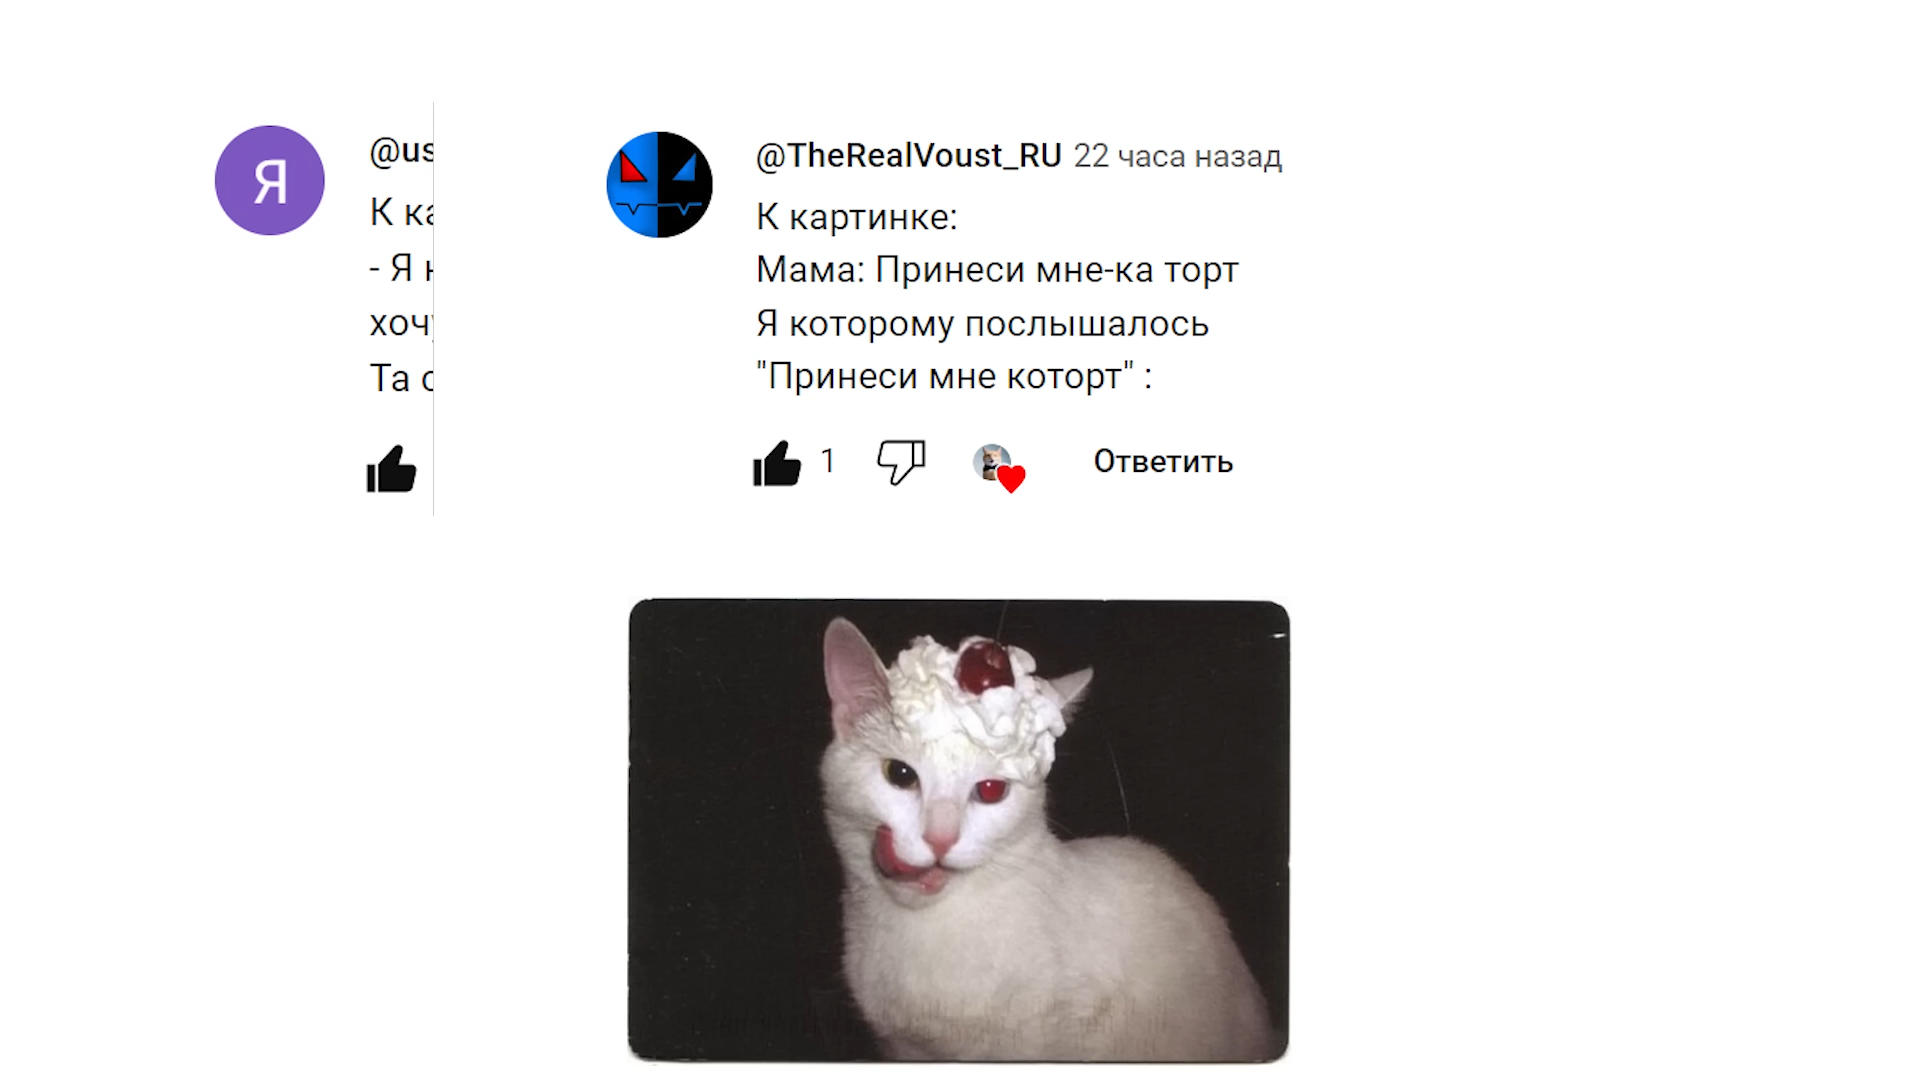 Я
@us
К ка
- Я н
хочу
Та с
@TheRealVoust_RU 22 часа назад
К картинке:
Мама: Принеси мне-ка торт
Я которому послышалось
"Принеси мне которт" :
1
Ответить